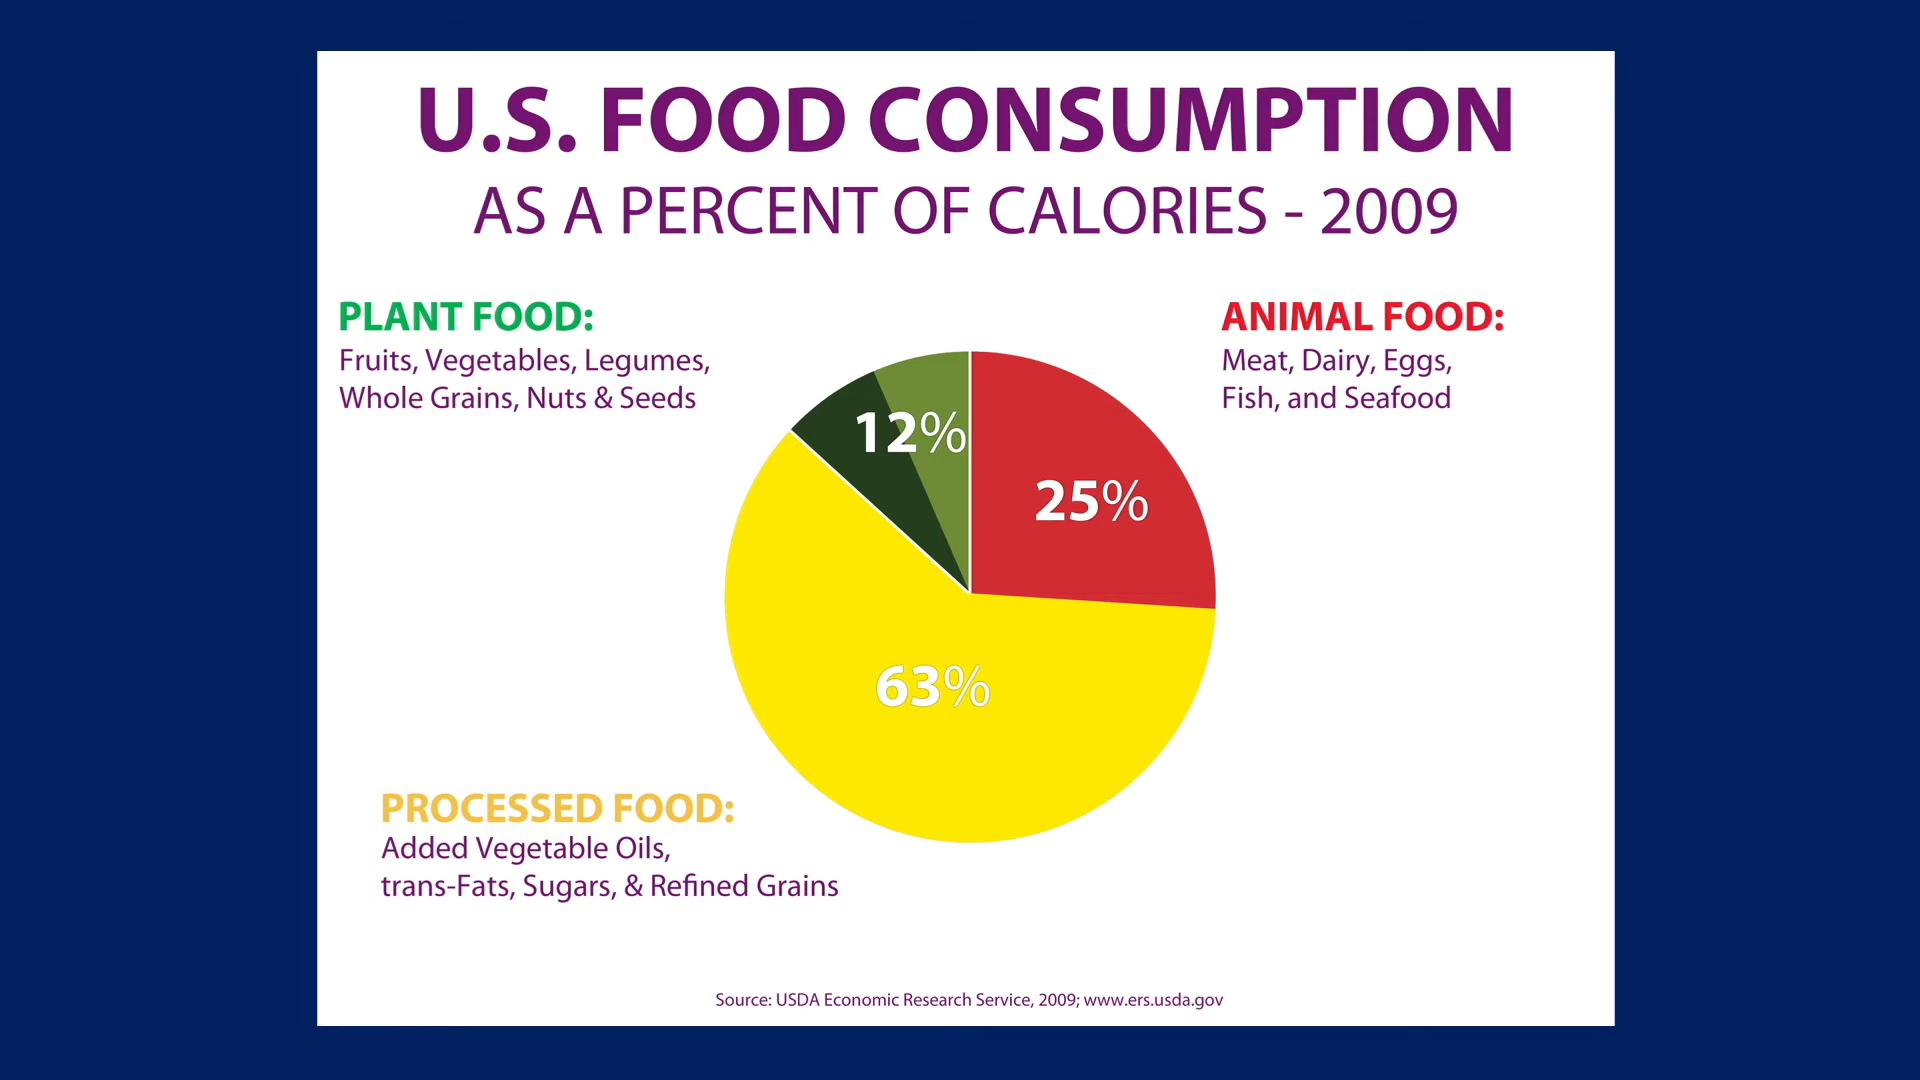 U.S. FOOD CONSUMPTION
AS A PERCENT OF CALORIES - 2009
PLANT FOOD:
Fruits, Vegetables, Legumes,
Whole Grains, Nuts & Seeds
ANIMAL FOOD:
Meat, Dairy, Eggs,
Fish, and Seafood
12%
25%
63%
PROCESSED FOOD:
Added Vegetable Oils,
trans-Fats, Sugars, & Refined Grains
Source: USDA Economic Research Service, 2009; www.ers.usda.gov